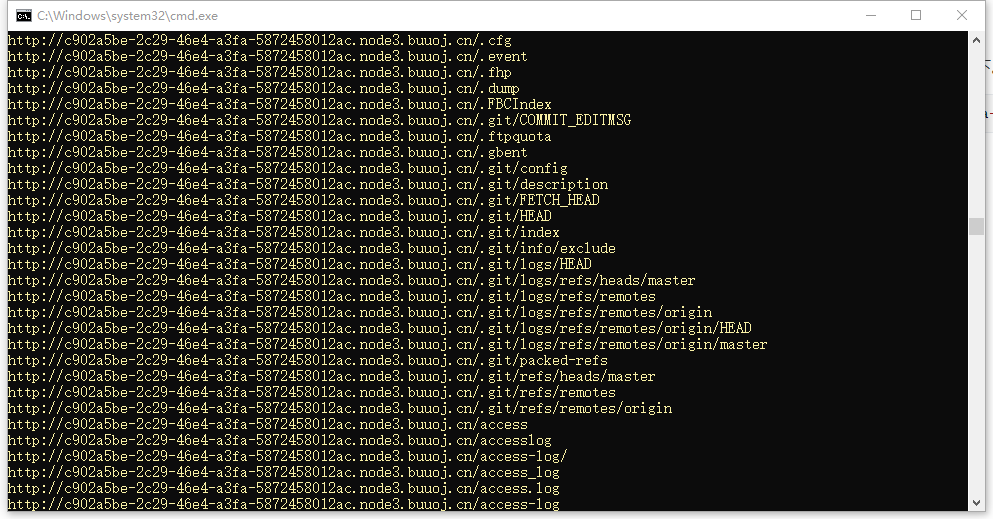 C:\Windows\system32\cmd.exe
http://c902a5be-2c29-46e4-a3fa-5872458012ac.node3.buuoj.cn/.cfg
http://c902a5be-2c29-46e4-a3fa-5872458012ac.node3.buuoj.cn/.event
http://c902a5be-2c29-46e4-a3fa-5872458012ac.node3.buuoj.cn/.fhp
http://c902a5be-2c29-46e4-a3fa-5872458012ac.node3.buuoj.cn/.dump
http://c902a5be-2c29-46e4-a3fa-5872458012ac.node3.buuoj.cn/.FBCIndex
http://c902a5be-2c29-46e4-a3fa-5872458012ac.node3.buuoj.cn/.git/COMMIT_EDITMSG
http://c902a5be-2c29-46e4-a3fa-5872458012ac.node3.buuoj.cn/.ftpquota
http://c902a5be-2c29-46e4-a3fa-5872458012ac.node3.buuoj.cn/.gbent
http://c902a5be-2c29-46e4-a3fa-5872458012ac.node3.buuoj.cn/.git/config
http://c902a5be-2c29-46e4-a3fa-5872458012ac.node3.buuoj.cn/.git/description
http://c902a5be-2c29-46e4-a3fa-5872458012ac.node3.buuoj.cn/.git/FETCH_HEAD
http://c902a5be-2c29-46e4-a3fa-5872458012ac.node3.buuoj.cn/.git/HEAD
http://c902a5be-2c29-46e4-a3fa-5872458012ac.node3.buuoj.cn/.git/index
http://c902a5be-2c29-46e4-a3fa-5872458012ac.node3.buuoj.cn/.git/info/exclude
http://c902a5be-2c29-46e4-a3fa-5872458012ac.node3.buuoj.cn/.git/logs/HEAD
http://c902a5be-2c29-46e4-a3fa-5872458012ac.node3.buuoj.cn/.git/logs/refs/heads/master
http://c902a5be-2c29-46e4-a3fa-5872458012ac.node3.buuoj.cn/.git/logs/refs/remotes
http://c902a5be-2c29-46e4-a3fa-5872458012ac.node3.buuoj.cn/.git/logs/refs/remotes/origin
http://c902a5be-2c29-46e4-a3fa-5872458012ac.node3.buuoj.cn/.git/logs/refs/remotes/origin/HEAD
http://c902a5be-2c29-46e4-a3fa-5872458012ac.node3.buuoj.cn/.git/logs/refs/remotes/origin/master
http://c902a5be-2c29-46e4-a3fa-5872458012ac.node3.buuoj.cn/.git/packed-refs
http://c902a5be-2c29-46e4-a3fa-5872458012ac.node3.buuoj.cn/.git/refs/heads/master
http://c902a5be-2c29-46e4-a3fa-5872458012ac.node3.buuoj.cn/.git/refs/remotes
http://c902a5be-2c29-46e4-a3fa-5872458012ac.node3.buuoj.cn/.git/refs/remotes/origin
http://c902a5be-2c29-46e4-a3fa-5872458012ac.node3.buuoj.cn/access
http://c902a5be-2c29-46e4-a3fa-5872458012ac.node3.buuoj.cn/accesslog
http://c902a5be-2c29-46e4-a3fa-5872458012ac.node3.buuoj.cn/access-log/
http://c902a5be-2c29-46e4-a3fa-5872458012ac.node3.buuoj.cn/access_log
http://c902a5be-2c29-46e4-a3fa-5872458012ac.node3.buuoj.cn/access.log
http://c902a5be-2c29-46e4-a3fa-5872458012ac.node3.buuoj.cn/access-log